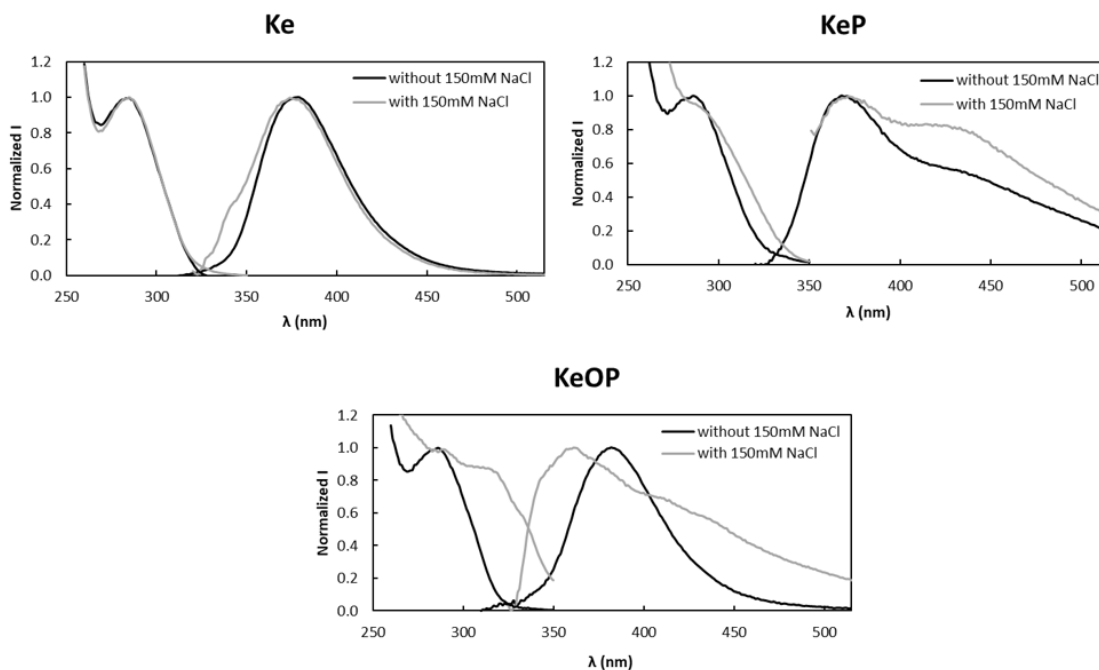 Ke
1.2
1.0
0.8
0.6
0.4
0.2
0.0
Normalized I
without 150mM NaCl
with 150mM NaCl
250 300 350 400 450 500
λ (nm)
KeP
1.2
1.0
0.8
0.6
0.4
0.2
0.0
Normalized I
without 150mM NaCl
with 150mM NaCl
250 300 350 400 450 500
λ (nm)
KeOP
1.2
1.0
0.8
0.6
0.4
0.2
0.0
Normalized I
without 150mM NaCl
with 150mM NaCl
250 300 350 400 450 500
λ (nm)